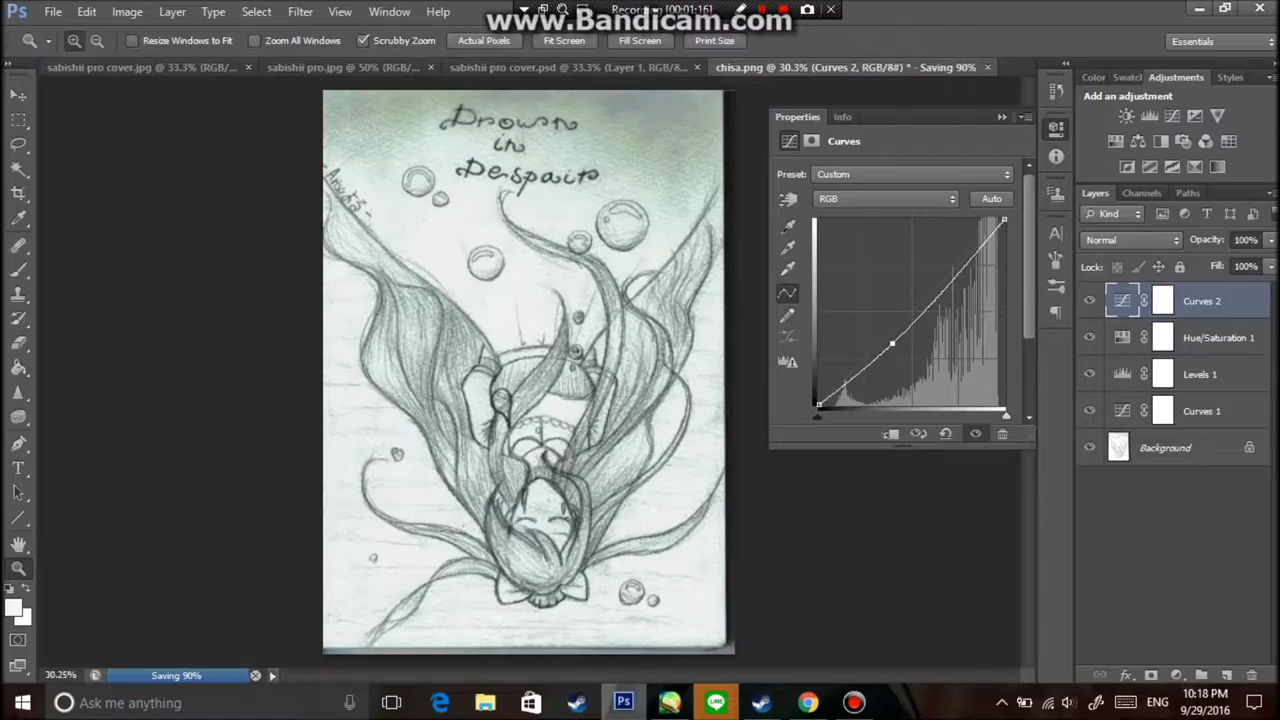 Ps File Edit Image Layer Type Select Filter View Window Help
www.Bandicam.com
Recording [00:01:16]
Resize Windows to Fit Zoom All Windows Scrubby Zoom Actual Pixels Fit Screen Fill Screen Print Size Essentials
sabishii pro cover.jpg @ 33.3% (RGB/... × sabishii pro.jpg @ 50% (RGB/... × sabishii pro cover.psd @ 33.3% (Layer 1, RGB/8... × chisa.png @ 30.3% (Curves 2, RGB/8#) * - Saving 90% ×
Drown
in
Despair
Properties Info
Curves
Preset: Custom
RGB Auto
Color Swatcl Adjustments Styles
Add an adjustment
Layers Channels Paths
Kind
Normal Opacity: 100%
Lock: Fill: 100%
Curves 2
Hue/Saturation 1
Levels 1
Curves 1
Background
30.25% Saving 90%
Ask me anything
LINE
ENG
10:18 PM
9/29/2016